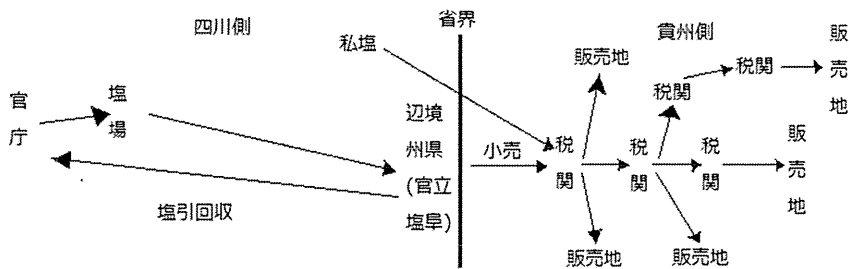 四川側
省界
私塩
貴州側
販売地
税関
税関
販売地
官庁
塩場
辺境州県(官立塩阜)
小売
税関
税関
税関
販売地
塩引回収
販売地
販売地